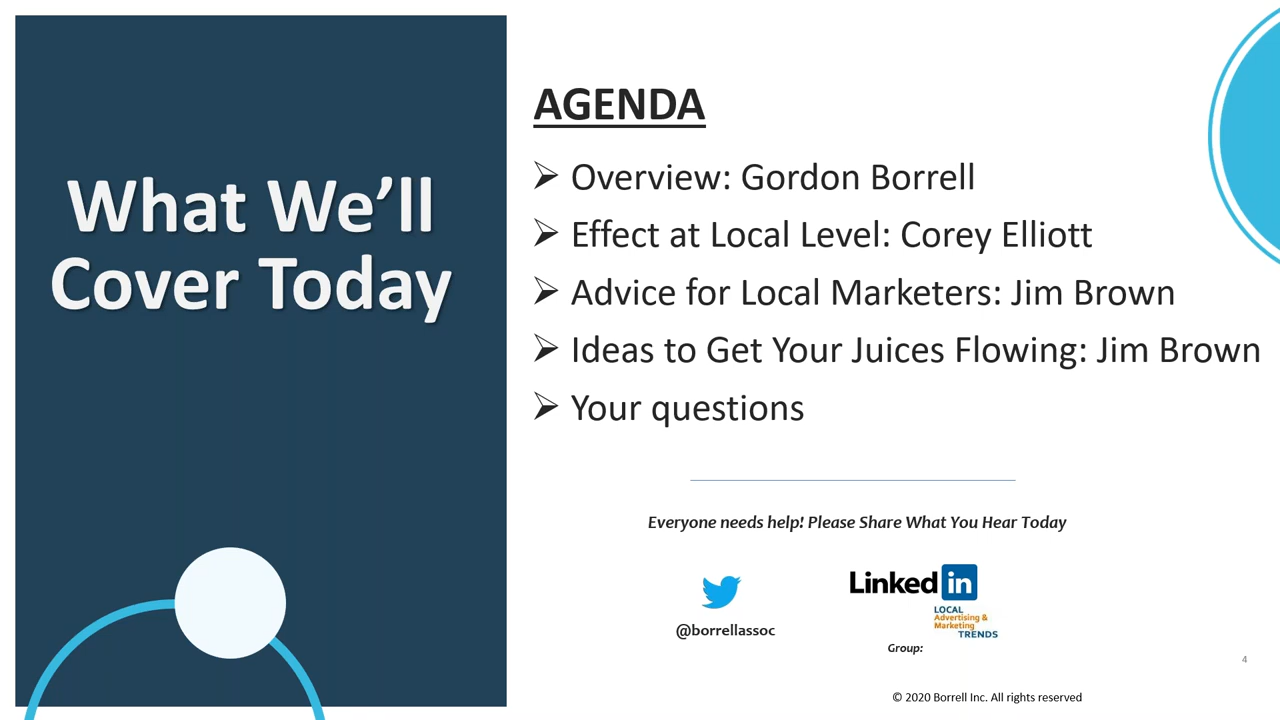 What We’ll
Cover Today
AGENDA
➢ Overview: Gordon Borrell
➢ Effect at Local Level: Corey Elliott
➢ Advice for Local Marketers: Jim Brown
➢ Ideas to Get Your Juices Flowing: Jim Brown
➢ Your questions
Everyone needs help! Please Share What You Hear Today
@borrellassoc
Linked in
LOCAL
Advertising &
Marketing
TRENDS
Group:
4
© 2020 Borrell Inc. All rights reserved